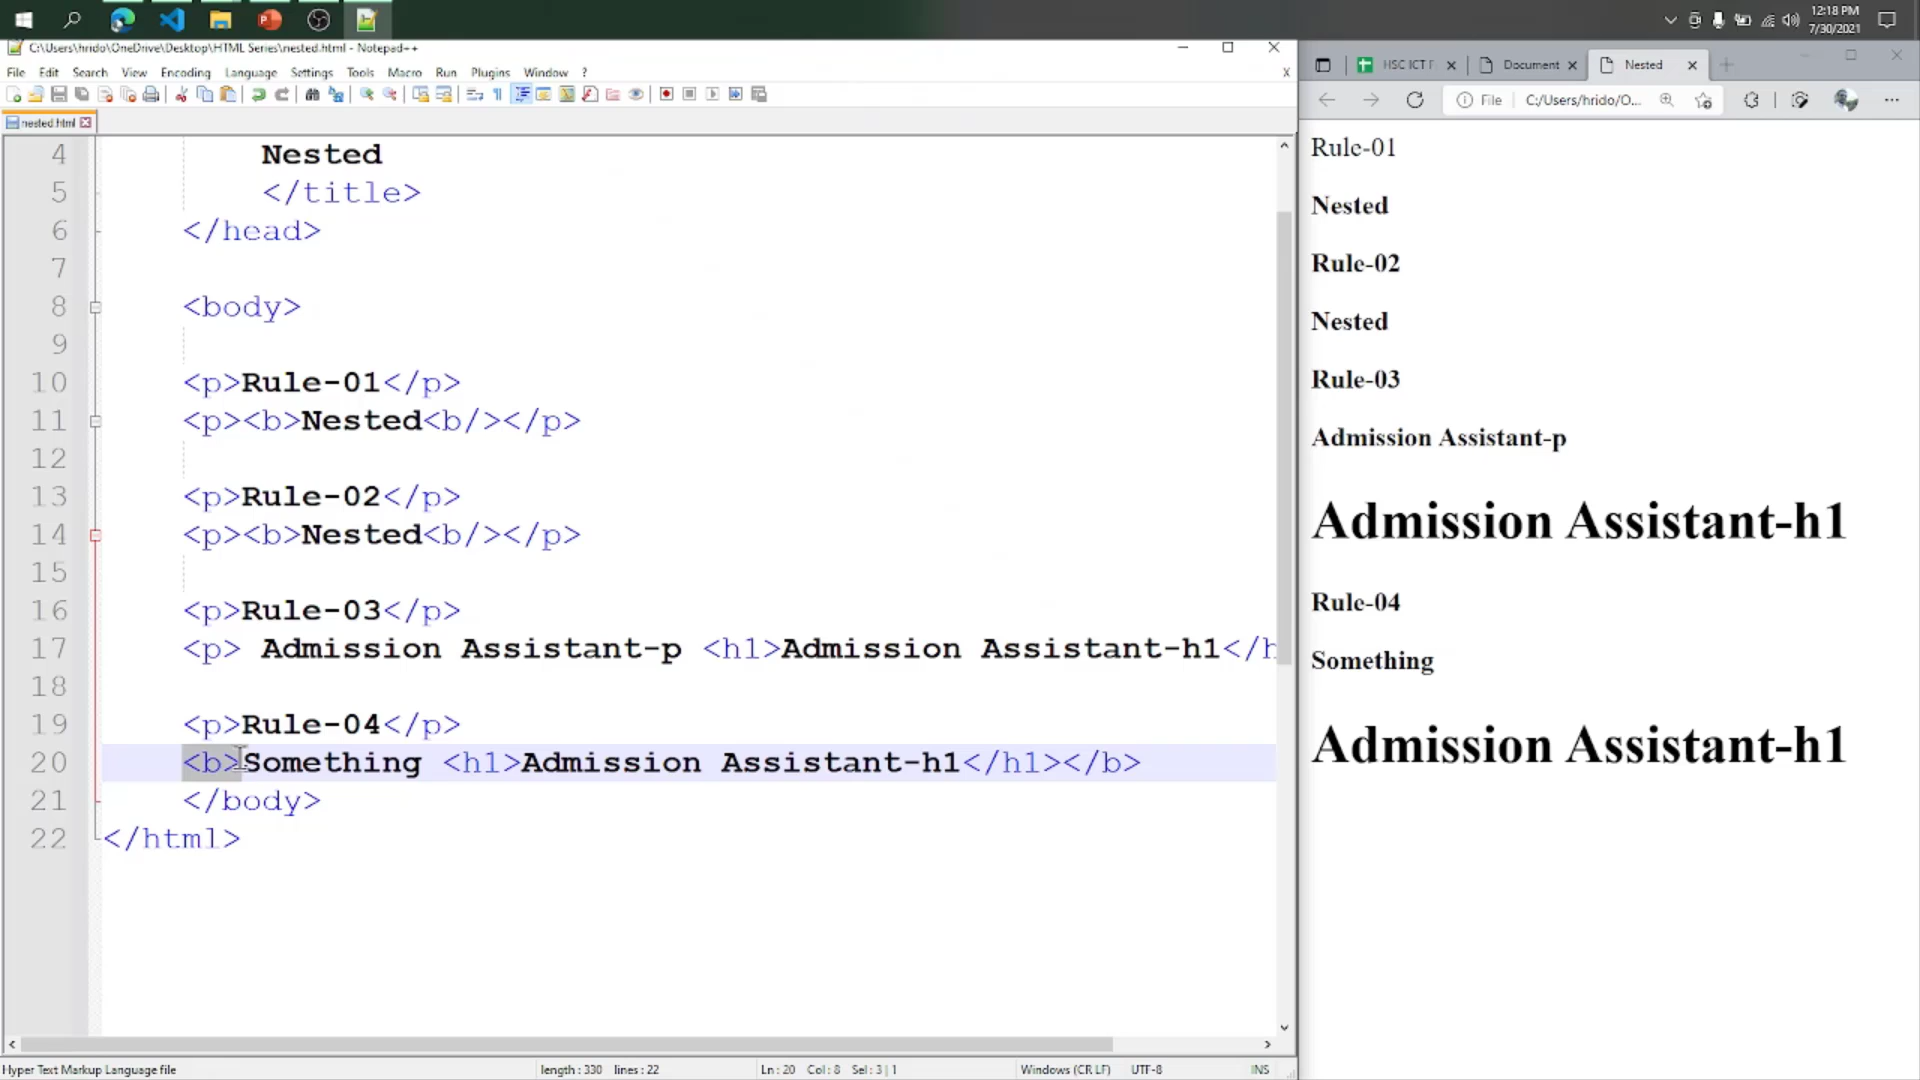 12:18 PM
7/30/2021
C:\Users\hrido\OneDrive\Desktop\HTML Series\nested.html - Notepad++
File Edit Search View Encoding Language Settings Tools Macro Run Plugins Window ? X
nested.html
4 Nested
5 </title>
6 </head>
7
8 <body>
9
10 <p>Rule-01</p>
11 <p><b>Nested<b/></p>
12
13 <p>Rule-02</p>
14 <p><b>Nested<b/></p>
15
16 <p>Rule-03</p>
17 <p> Admission Assistant-p <h1>Admission Assistant-h1</h
18
19 <p>Rule-04</p>
20 <b>Something <h1>Admission Assistant-h1</h1></b>
21 </body>
22 </html>
Hyper Text Markup Language file length : 330 lines : 22 Ln : 20 Col : 8 Sel : 3 | 1 Windows (CR LF) UTF-8 INS
HSC ICT Document Nested
File C:/Users/hrido/O...
Rule-01
Nested
Rule-02
Nested
Rule-03
Admission Assistant-p
Admission Assistant-h1
Rule-04
Something
Admission Assistant-h1